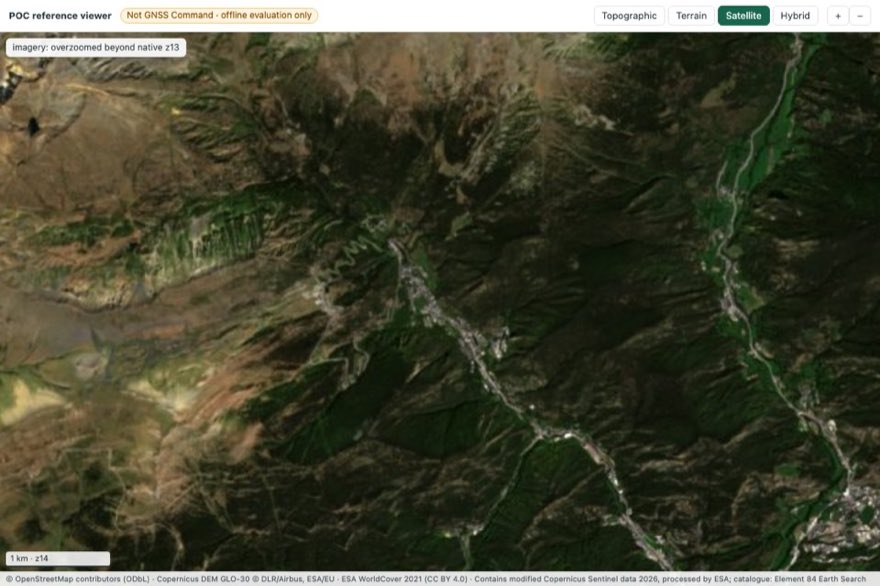 POC reference viewer
Not GNSS Command · offline evaluation only
Topographic
Terrain
Satellite
Hybrid
+
−
imagery: overzoomed beyond native z13
1 km · z14
© OpenStreetMap contributors (ODbL) · Copernicus DEM GLO-30 © DLR/Airbus, ESA/EU · ESA WorldCover 2021 (CC BY 4.0) · Contains modified Copernicus Sentinel data 2026, processed by ESA; catalogue: Element 84 Earth Search